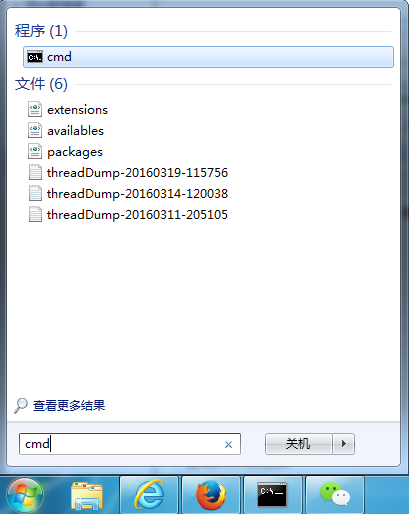 程序 (1)
cmd
文件 (6)
extensions
availables
packages
threadDump-20160319-115756
threadDump-20160314-120038
threadDump-20160311-205105
查看更多结果
cmd
关机